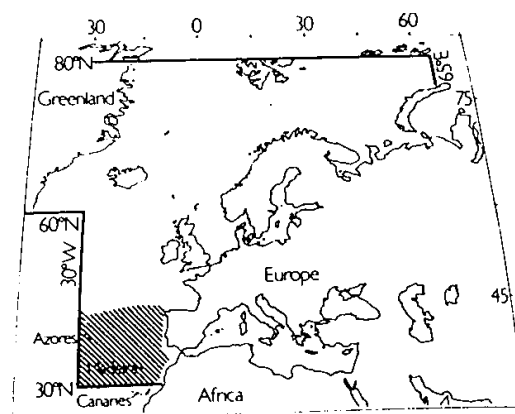 30 0 30 60
80°N
65°E
Greenland
75
60°N
30°W
Europe
45
Azores
Madeira
30°N
Canaries
Africa